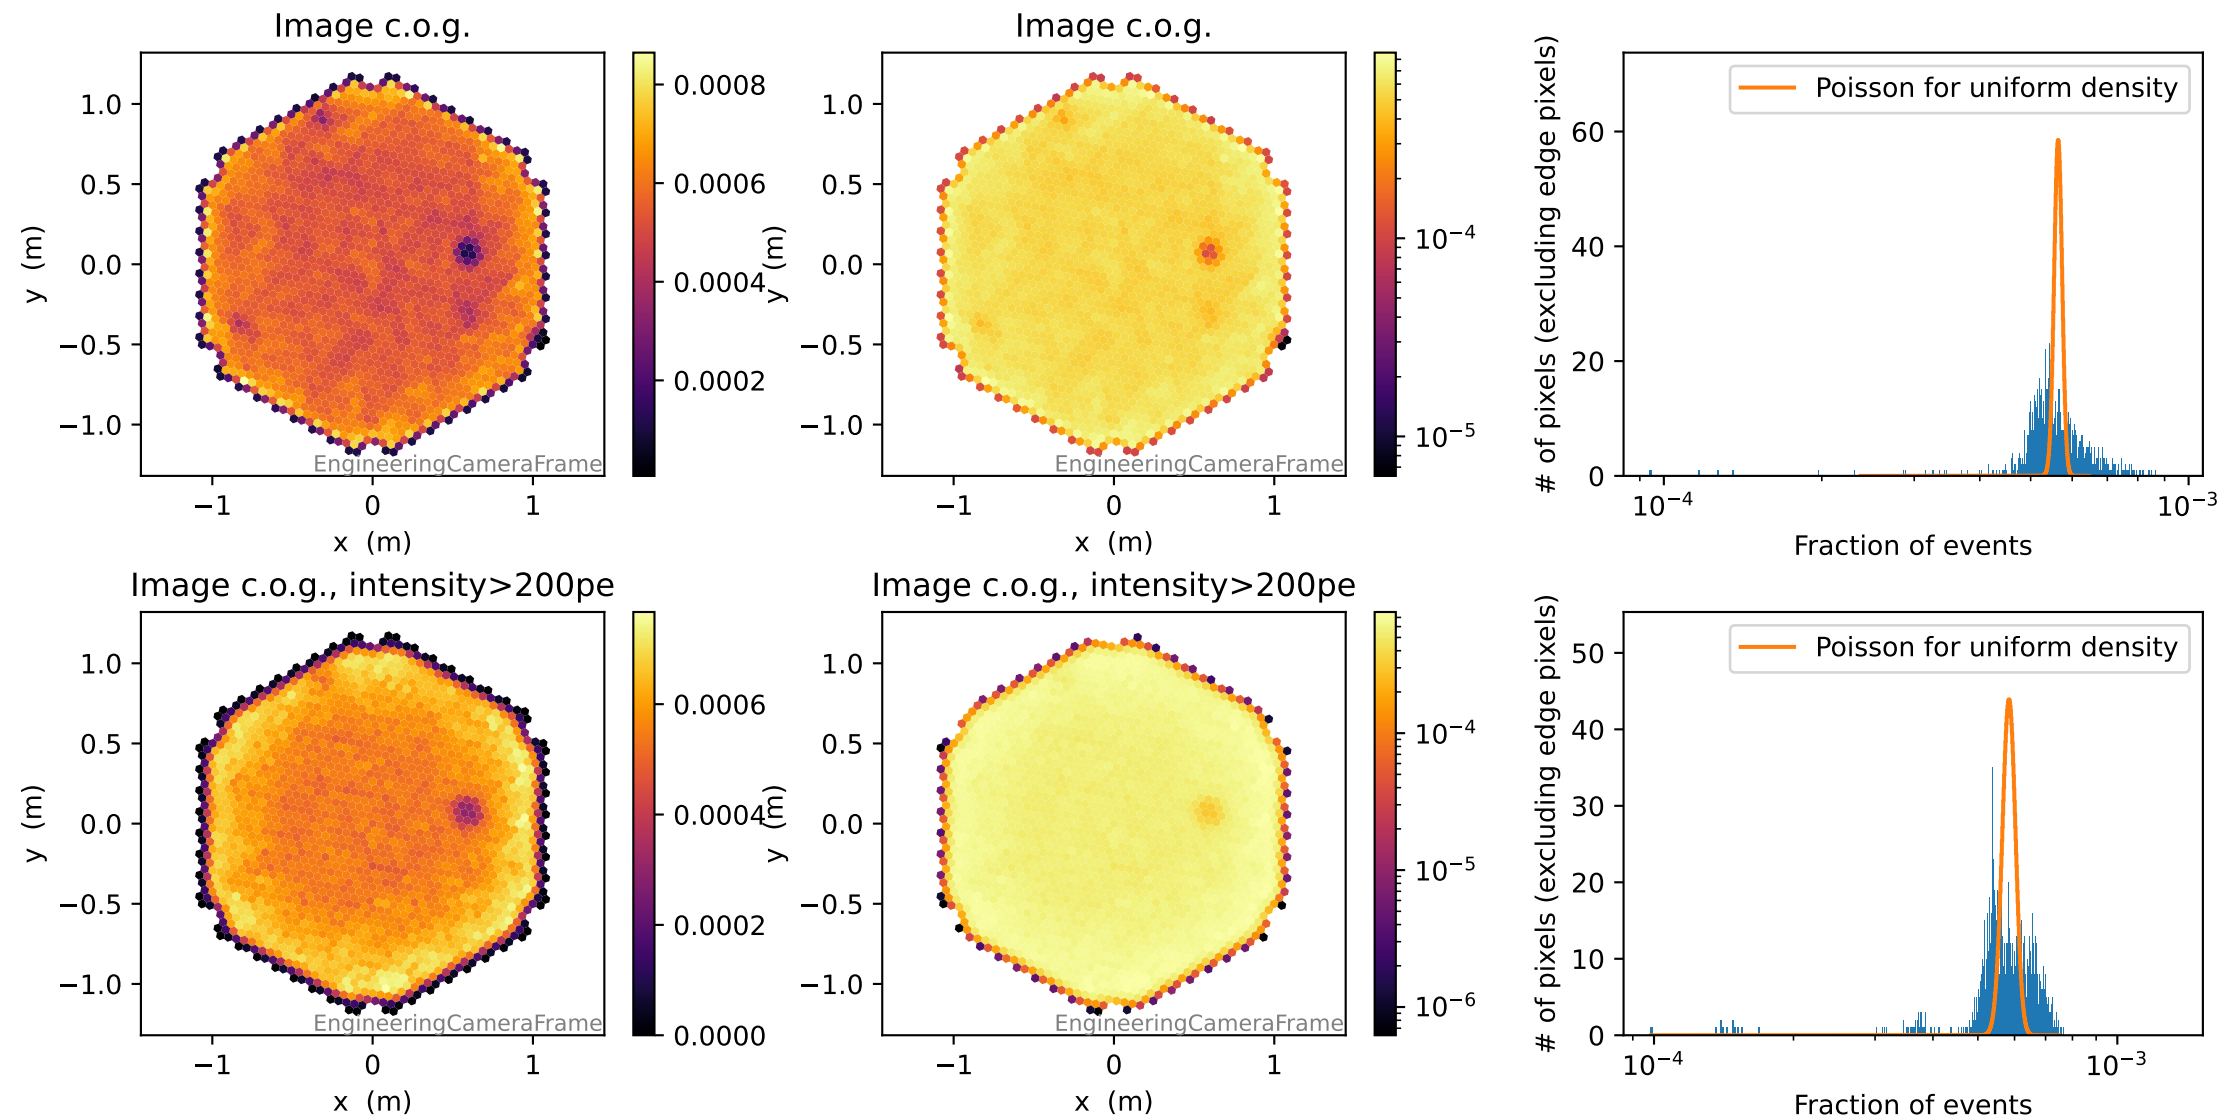 Image c.o.g.
1.0
0.5
0.0
−0.5
−1.0
y (m)
−1
0
1
x (m)
EngineeringCameraFrame
0.0008
0.0006
0.0004
0.0002
Image c.o.g.
1.0
0.5
0.0
−0.5
−1.0
y (m)
−1
0
1
x (m)
EngineeringCameraFrame
10⁻⁴
10⁻⁵
# of pixels (excluding edge pixels)
60
40
20
0
Poisson for uniform density
10⁻⁴
10⁻³
Fraction of events
Image c.o.g., intensity>200pe
1.0
0.5
0.0
−0.5
−1.0
y (m)
−1
0
1
x (m)
EngineeringCameraFrame
0.0006
0.0004
0.0002
0.0000
Image c.o.g., intensity>200pe
1.0
0.5
0.0
−0.5
−1.0
y (m)
−1
0
1
x (m)
EngineeringCameraFrame
10⁻⁴
10⁻⁵
10⁻⁶
# of pixels (excluding edge pixels)
50
40
30
20
10
0
Poisson for uniform density
10⁻⁴
10⁻³
Fraction of events